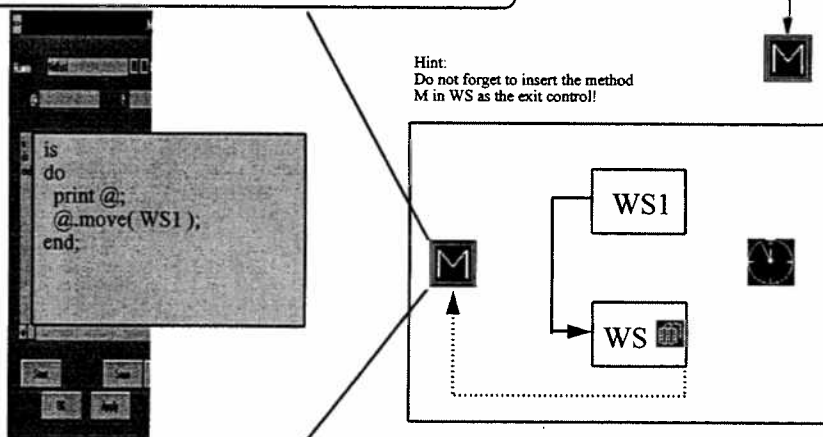 M
Hint:
Do not forget to insert the method
M in WS as the exit control!
is
do
print @;
@.move( WS1 );
end;
M
WS1
WS